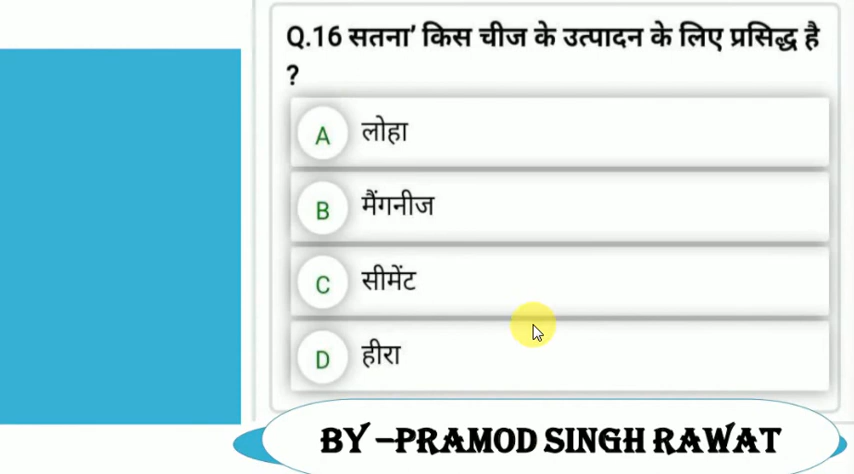 Q.16 सतना’ किस चीज के उत्पादन के लिए प्रसिद्ध है
?
A लोहा
B मैंगनीज
C सीमेंट
D हीरा
BY –PRAMOD SINGH RAWAT